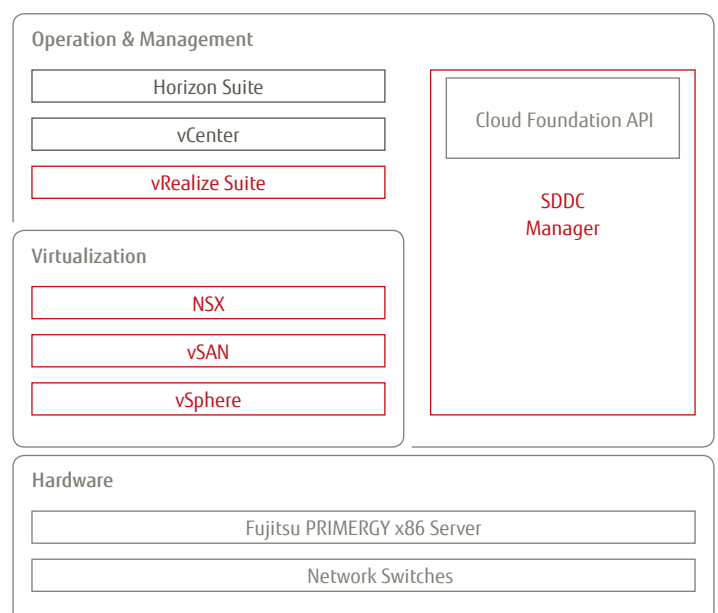 Operation & Management
Horizon Suite
vCenter
vRealize Suite
Cloud Foundation API
SDDC
Manager
Virtualization
NSX
vSAN
vSphere
Hardware
Fujitsu PRIMERGY x86 Server
Network Switches